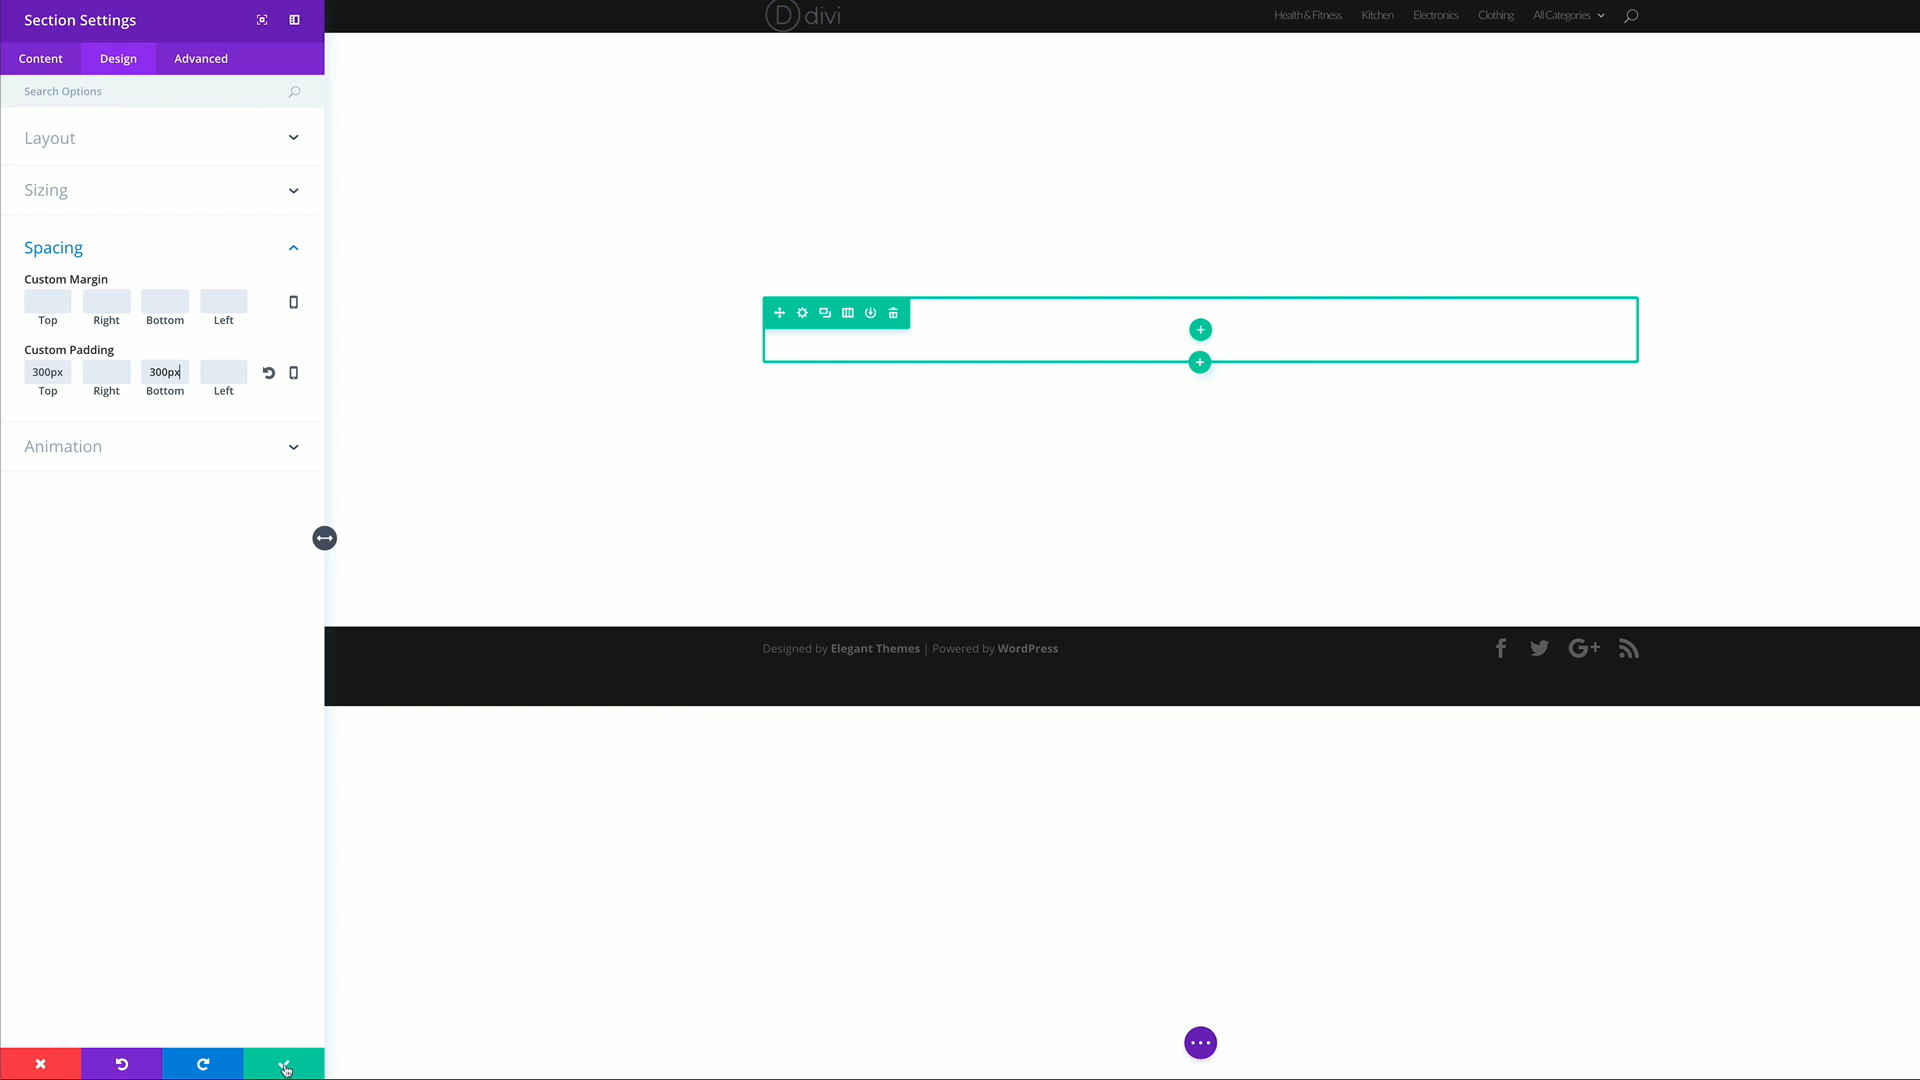 Section Settings
Content Design Advanced
Search Options
Layout
Sizing
Spacing
Custom Margin
Top Right Bottom Left
Custom Padding
300px 300px
Top Right Bottom Left
Animation
D divi
Health & Fitness Kitchen Electronics Clothing All Categories
Designed by Elegant Themes | Powered by WordPress
G+